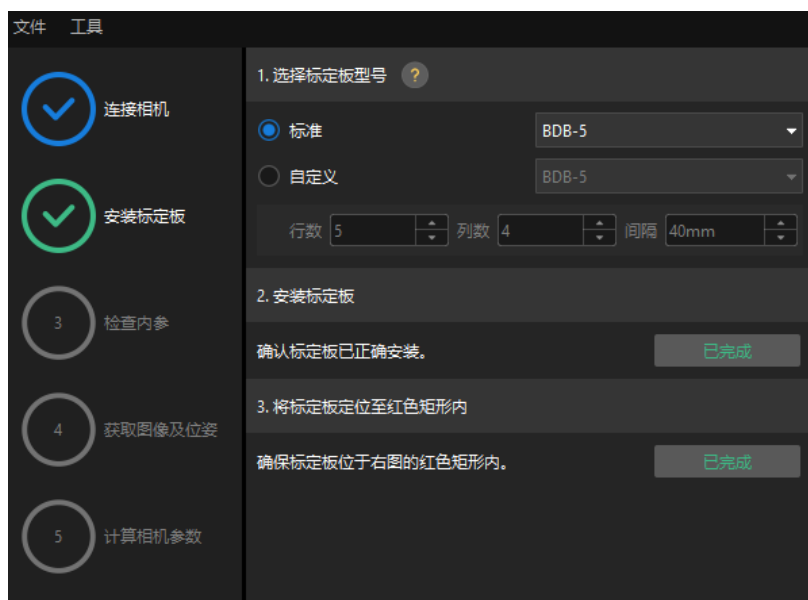 文件 工具
连接相机
安装标定板
3 检查内参
4 获取图像及位姿
5 计算相机参数
1. 选择标定板型号 ?
标准 BDB-5
自定义 BDB-5
行数 5 列数 4 间隔 40mm
2. 安装标定板
确认标定板已正确安装。 已完成
3. 将标定板定位至红色矩形内
确保标定板位于右图的红色矩形内。 已完成